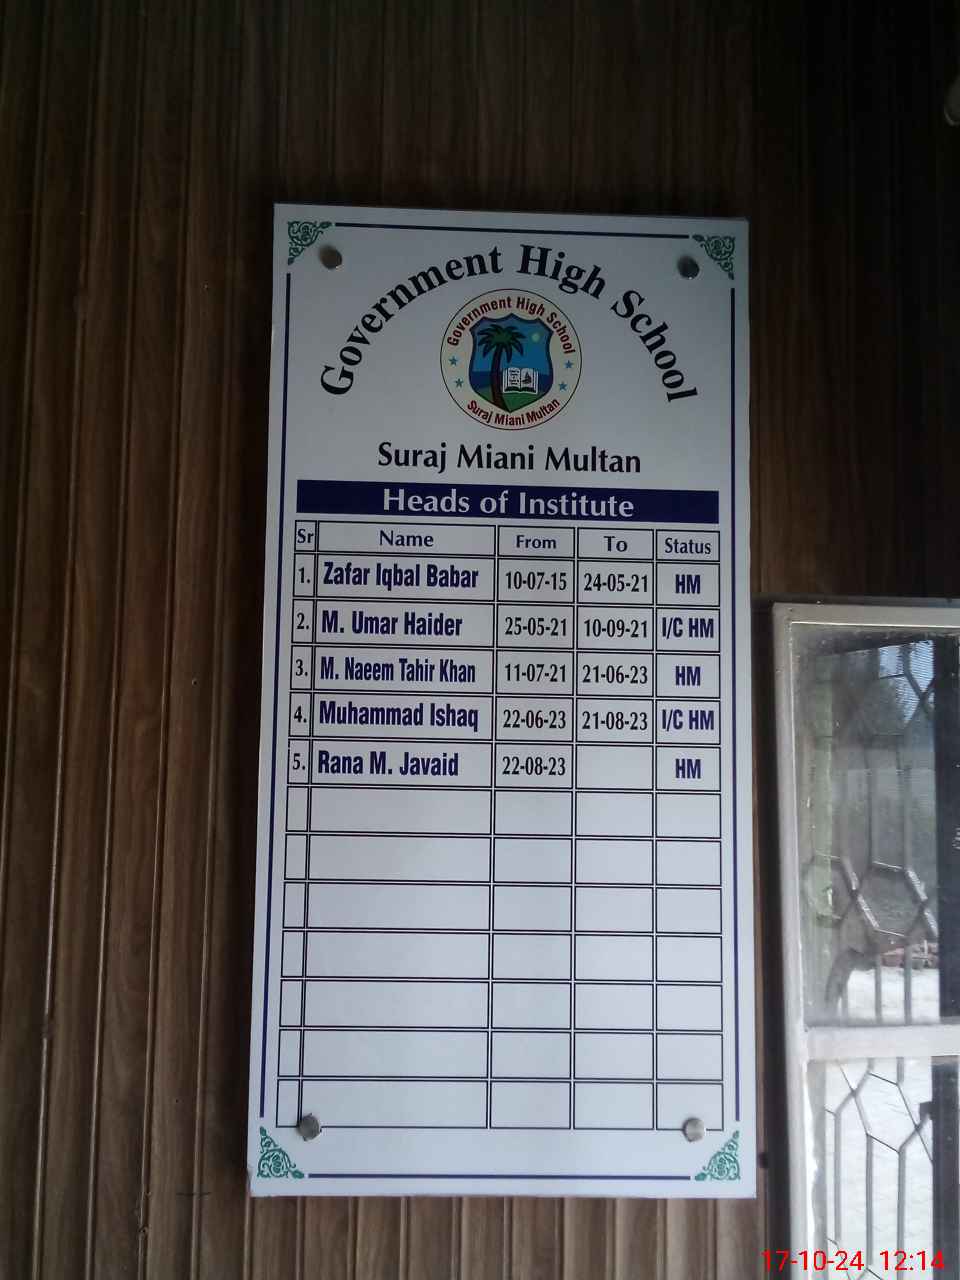 Government High School
Government High School
Suraj Miani Multan
Suraj Miani Multan
Heads of Institute
Sr Name From To Status
1. Zafar Iqbal Babar 10-07-15 24-05-21 HM
2. M. Umar Haider 25-05-21 10-09-21 I/C HM
3. M. Naeem Tahir Khan 11-07-21 21-06-23 HM
4. Muhammad Ishaq 22-06-23 21-08-23 I/C HM
5. Rana M. Javaid 22-08-23 HM
17-10-24 12:14